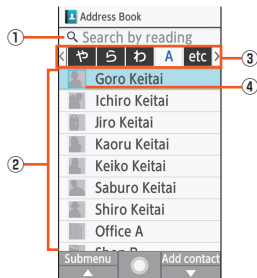 Address Book
① Search by reading
や ら わ A etc ③
Goro Keitai ④
Ichiro Keitai
Jiro Keitai
Kaoru Keitai
② Keiko Keitai
Saburo Keitai
Shiro Keitai
Office A
Shop B
Submenu Add contact